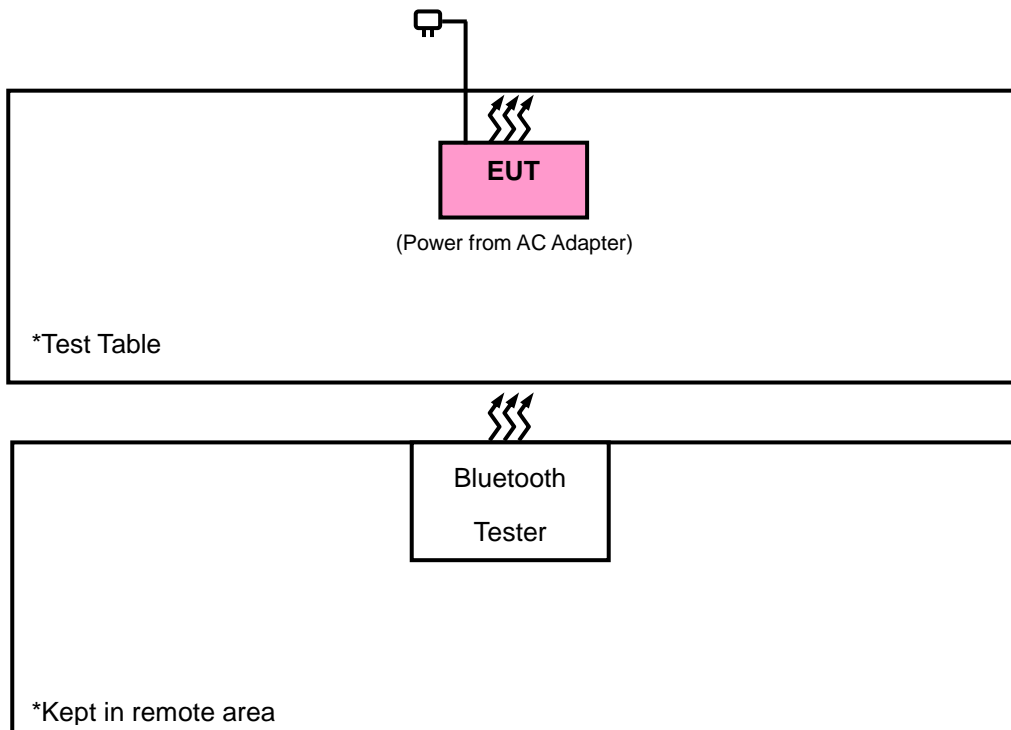 EUT
(Power from AC Adapter)
*Test Table
Bluetooth
Tester
*Kept in remote area